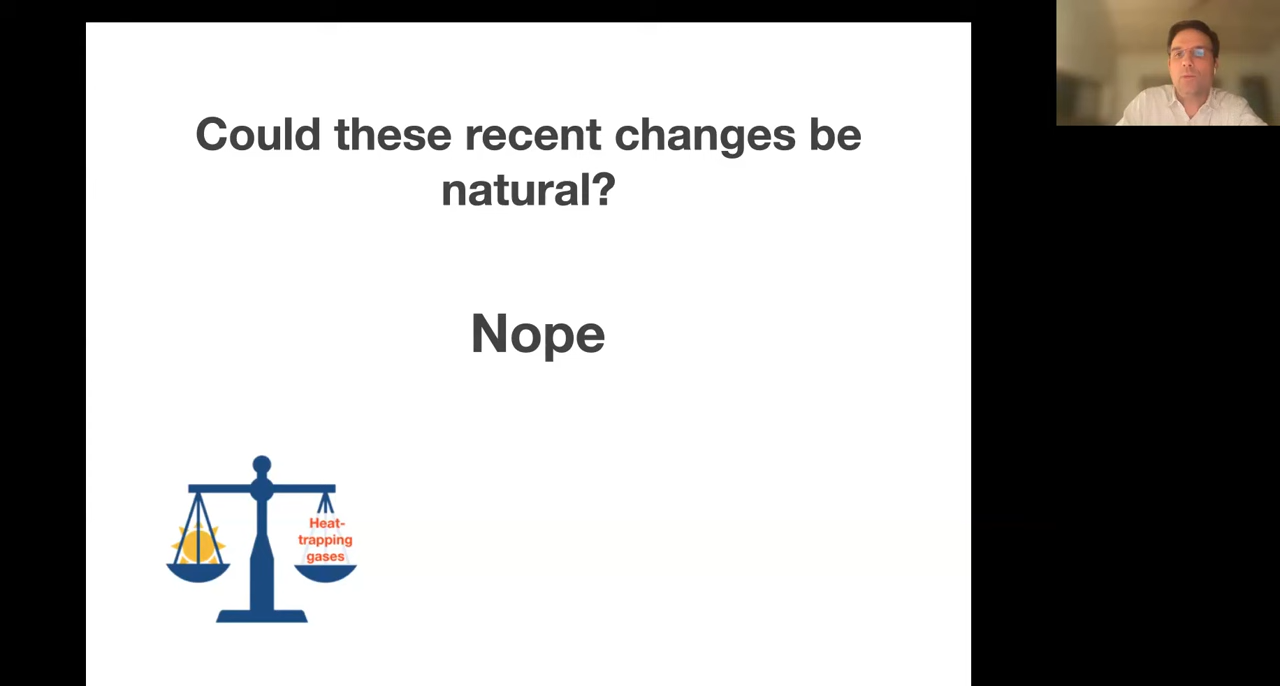 Could these recent changes be
natural?
Nope
Heat-
trapping
gases